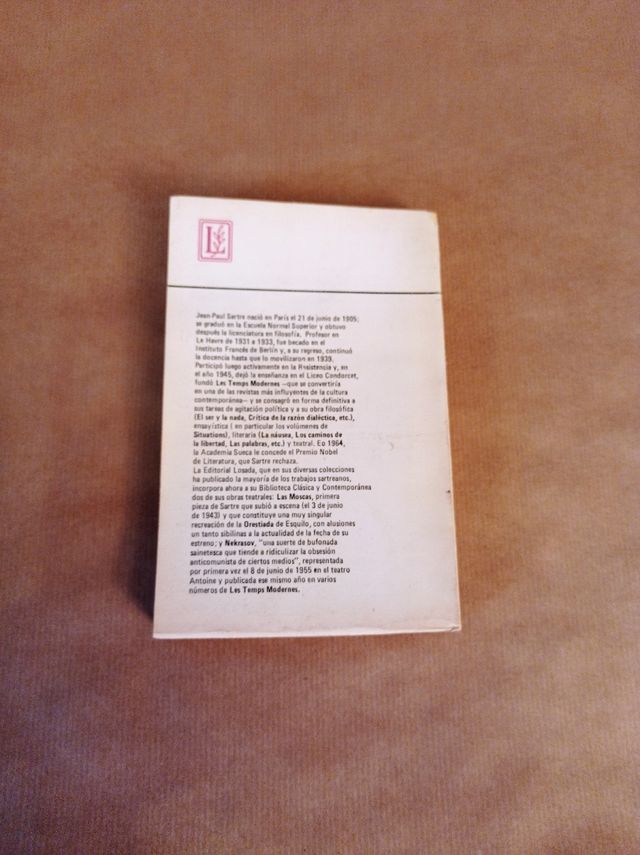 L
Jean-Paul Sartre nació en París el 21 de junio de 1905;
se graduó en la Escuela Normal Superior y obtuvo
después la licenciatura en filosofía. Profesor en
Le Havre de 1931 a 1933, fue becado en el
Instituto Francés de Berlín y, a su regreso, continuó
la docencia hasta que lo movilizaron en 1939.
Participó luego activamente en la Resistencia y, en
el año 1945, dejó la enseñanza en el Liceo Condorcet,
fundó Les Temps Modernes —que se convertiría
en una de las revistas más influyentes de la cultura
contemporánea— y se consagró en forma definitiva a
sus tareas de agitación política y a su obra filosófica
(El ser y la nada, Crítica de la razón dialéctica, etc.),
ensayística ( en particular los volúmenes de
Situations), literaria (La náusea, Los caminos de
la libertad, Las palabras, etc.) y teatral. Eo 1964,
la Academia Sueca le concede el Premio Nobel
de Literatura, que Sartre rechaza.
La Editorial Losada, que en sus diversas colecciones
ha publicado la mayoría de los trabajos sartreanos,
incorpora ahora a su Biblioteca Clásica y Contemporánea
dos de sus obras teatrales: Las Moscas, primera
pieza de Sartre que subió a escena (el 3 de junio
de 1943) y que constituye una muy singular
recreación de la Orestiada de Esquilo, con alusiones
un tanto sibilinas a la actualidad de la fecha de su
estreno; y Nekrasov, "una suerte de bufonada
sainetesca que tiende a ridiculizar la obsesión
anticomunista de ciertos medios", representada
por primera vez el 8 de junio de 1955 en el teatro
Antoine y publicada ese mismo año en varios
números de Les Temps Modernes.